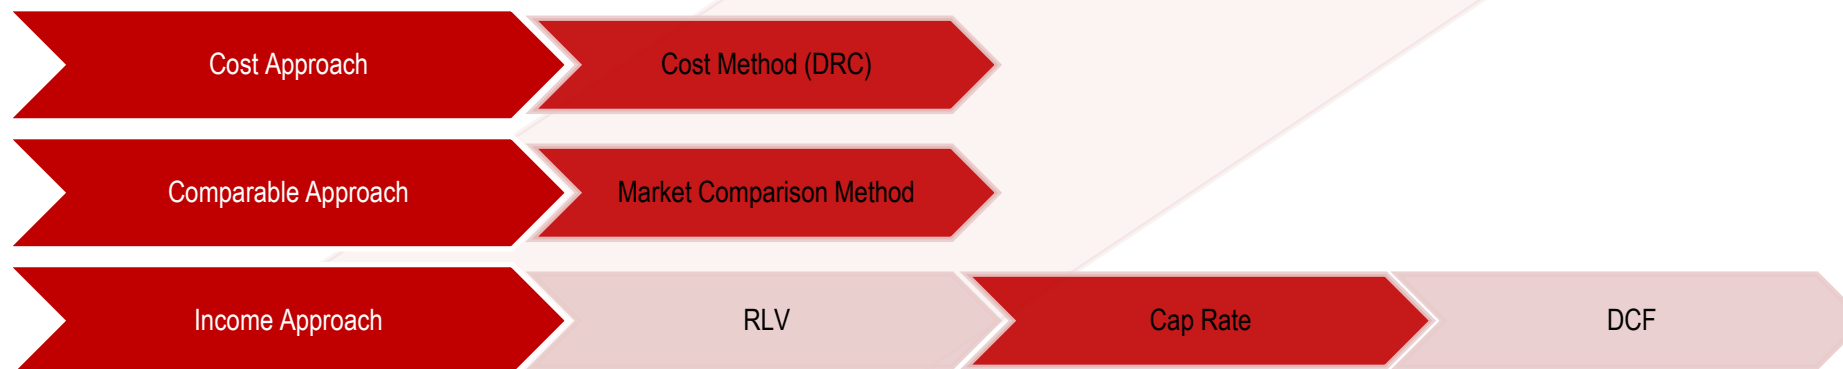 Cost Approach
Cost Method (DRC)
Comparable Approach
Market Comparison Method
Income Approach
RLV
Cap Rate
DCF